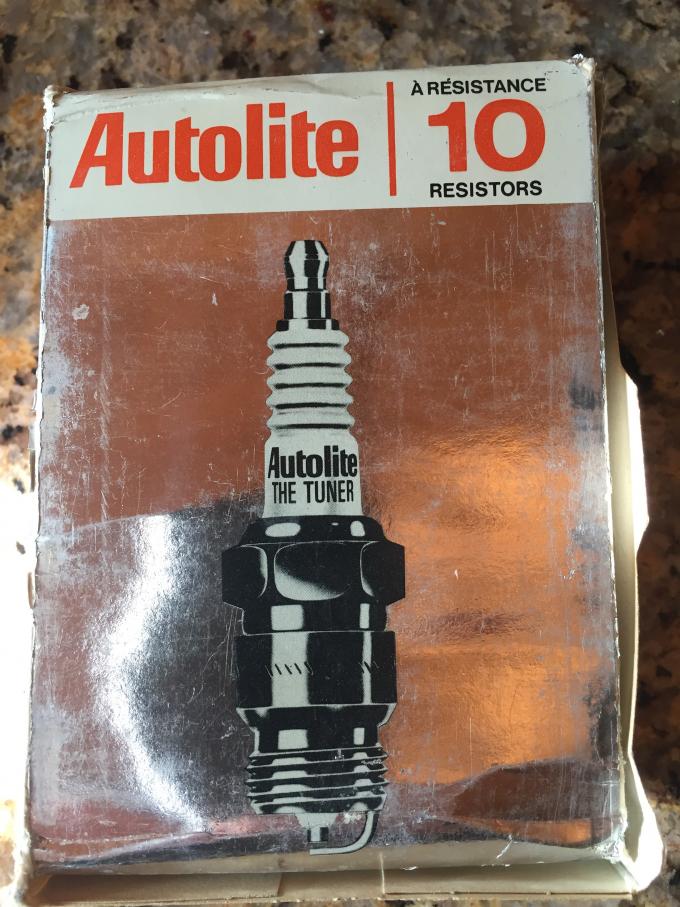 Autolite
À RÉSISTANCE
10
RESISTORS
Autolite
THE TUNER